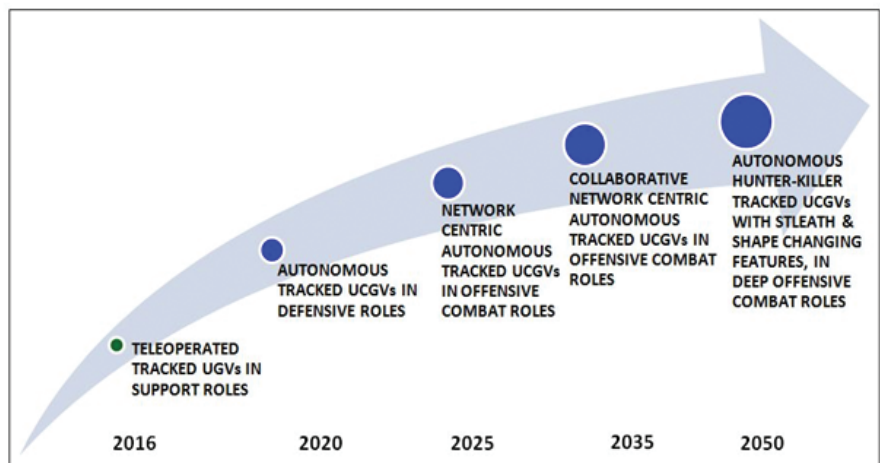 TELEOPERATED
TRACKED UGVs IN
SUPPORT ROLES
AUTONOMOUS
TRACKED UCGVs IN
DEFENSIVE ROLES
NETWORK
CENTRIC
AUTONOMOUS
TRACKED UCGVs
IN OFFENSIVE
COMBAT ROLES
COLLABORATIVE
NETWORK CENTRIC
AUTONOMOUS
TRACKED UCGVs IN
OFFENSIVE COMBAT
ROLES
AUTONOMOUS
HUNTER-KILLER
TRACKED UCGVs
WITH STLEATH &
SHAPE CHANGING
FEATURES, IN
DEEP OFFENSIVE
COMBAT ROLES
2016
2020
2025
2035
2050